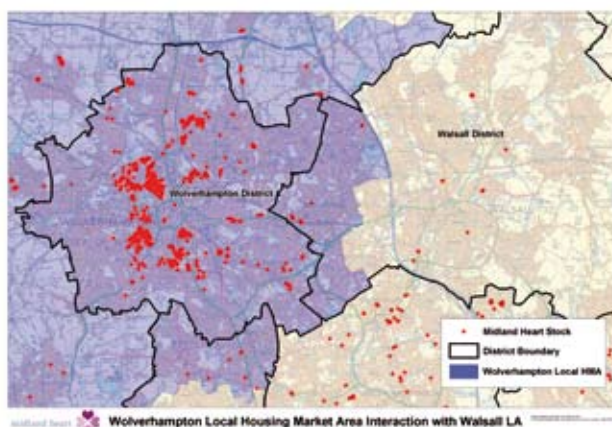 Walsall District
Wolverhampton District
Midland Heart Stock
District Boundary
Wolverhampton Local HMA
midland heart
Wolverhampton Local Housing Market Area Interaction with Walsall LA